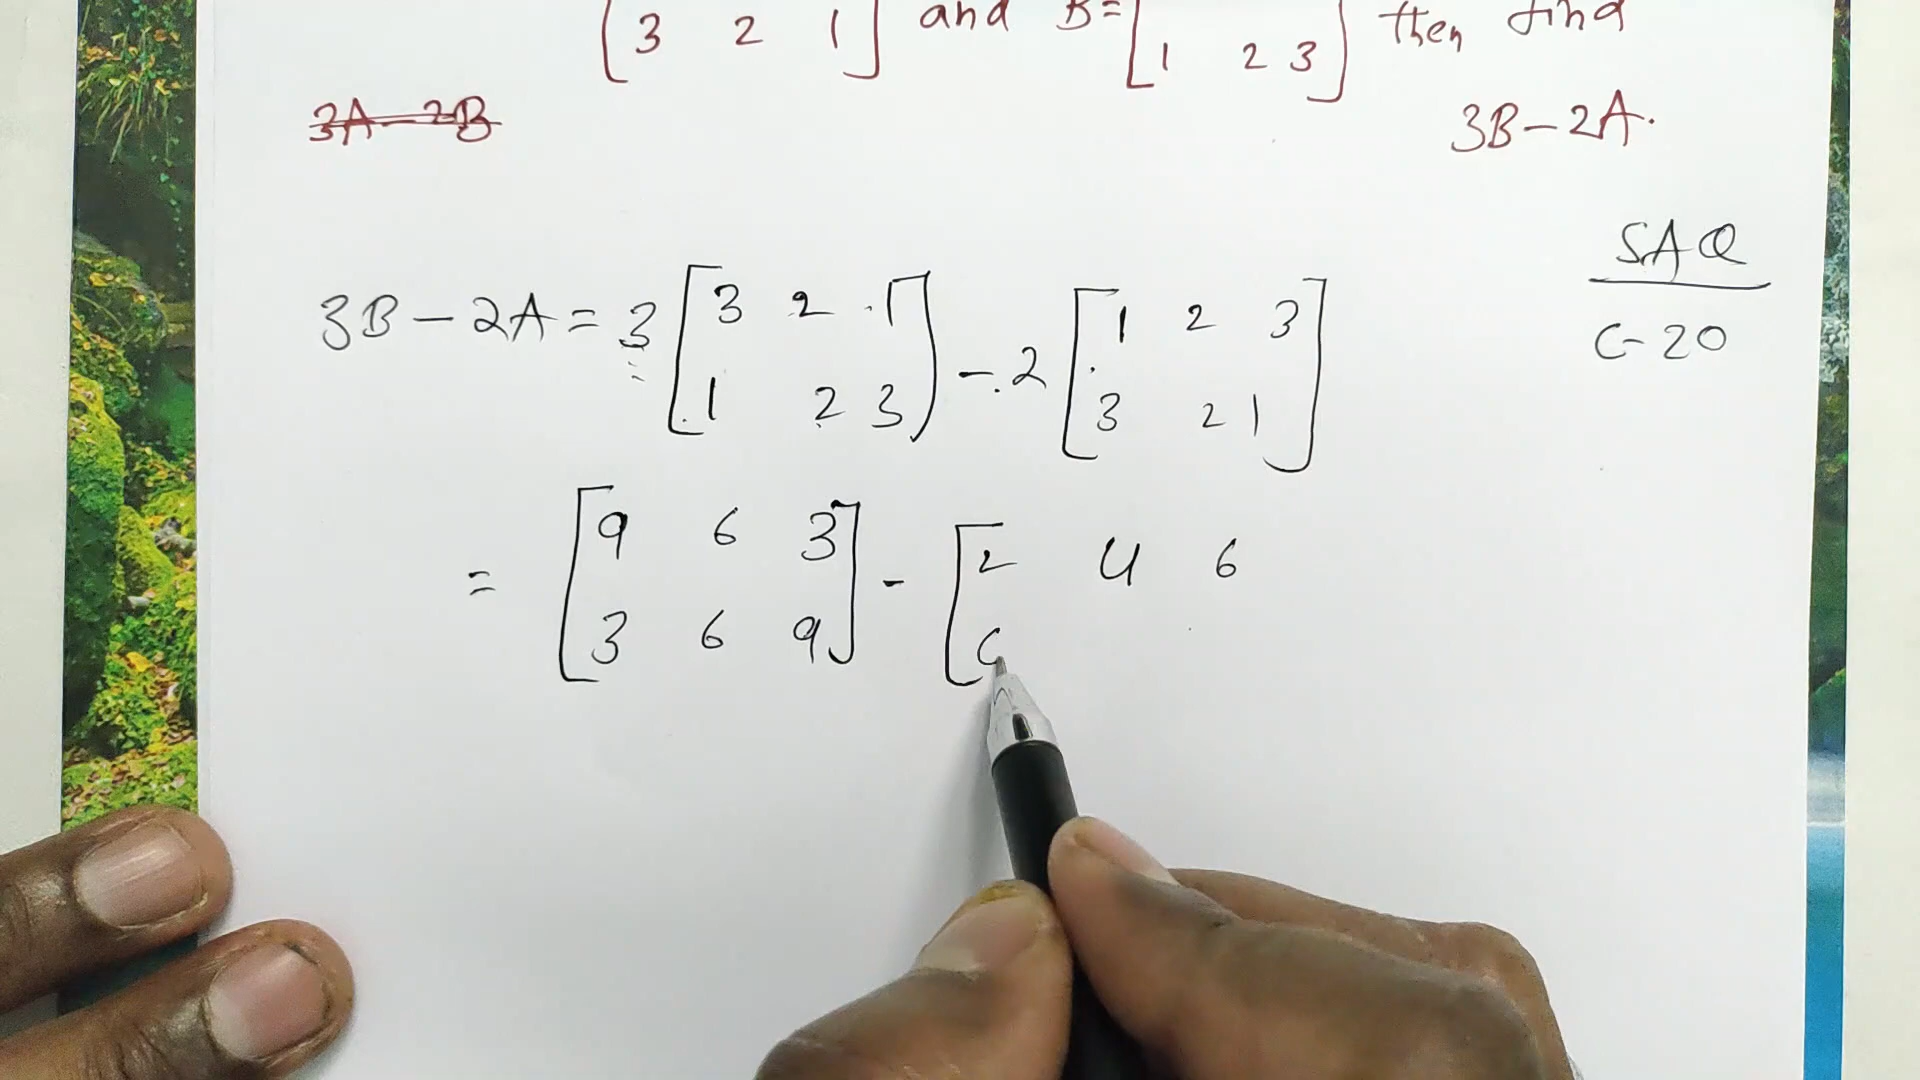 [3 2 1] and B=[1 2 3] then find
3A-2B 3B-2A.
SAQ
C-20
3B-2A = 3[3 2 1 -2[1 2 3
1 2 3] 3 2 1]
= [9 6 3 - [2 4 6
3 6 9] 6